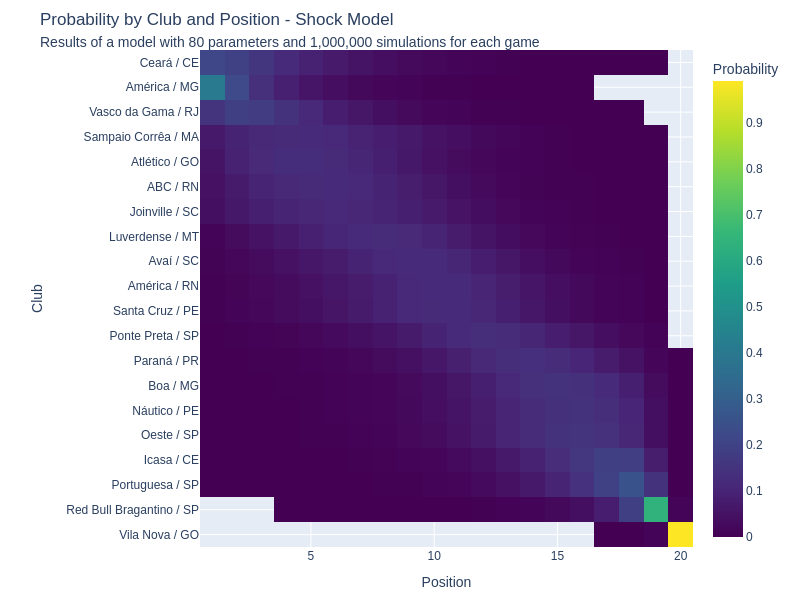 Probability by Club and Position - Shock Model
Results of a model with 80 parameters and 1,000,000 simulations for each game
Probability
Ceará / CE
América / MG
Vasco da Gama / RJ
Sampaio Corrêa / MA
Atlético / GO
ABC / RN
Joinville / SC
Luverdense / MT
Avaí / SC
América / RN
Santa Cruz / PE
Ponte Preta / SP
Paraná / PR
Boa / MG
Náutico / PE
Oeste / SP
Icasa / CE
Portuguesa / SP
Red Bull Bragantino / SP
Vila Nova / GO
Club
5
10
15
20
Position
0.9
0.8
0.7
0.6
0.5
0.4
0.3
0.2
0.1
0